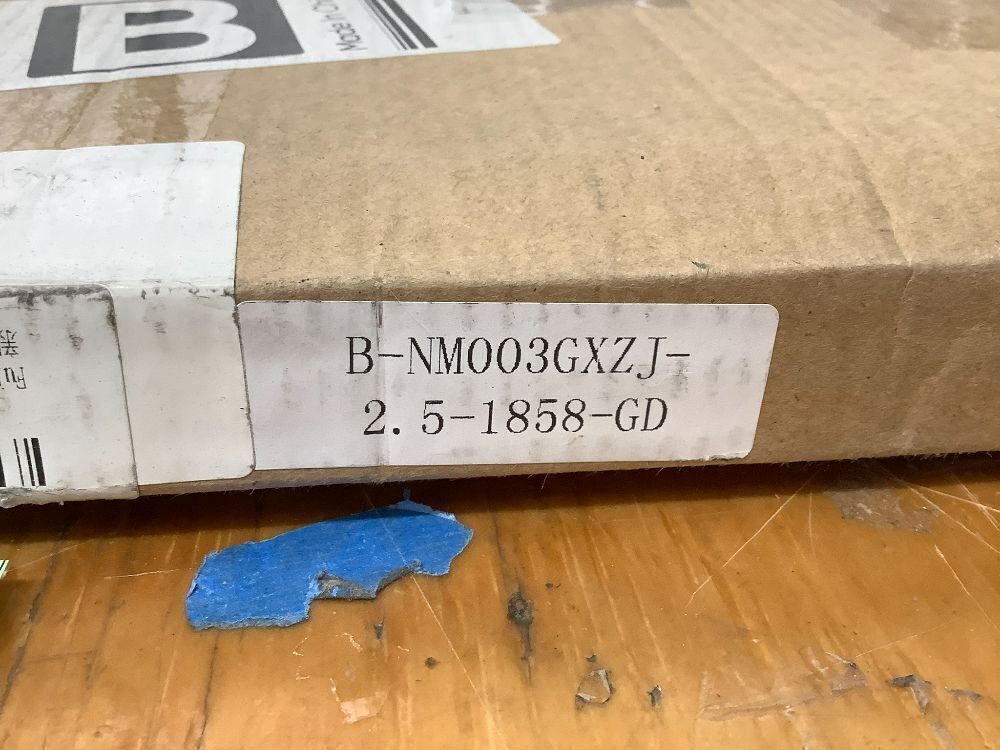 B
Made in Ch
B-NM003GXZJ-
2.5-1858-GD